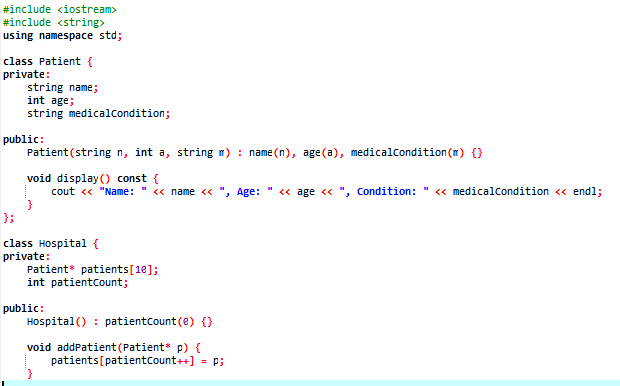 #include <iostream>
#include <string>
using namespace std;

class Patient {
private:
    string name;
    int age;
    string medicalCondition;

public:
    Patient(string n, int a, string m) : name(n), age(a), medicalCondition(m) {}

    void display() const {
        cout << "Name: " << name << ", Age: " << age << ", Condition: " << medicalCondition << endl;
    }
};

class Hospital {
private:
    Patient* patients[10];
    int patientCount;

public:
    Hospital() : patientCount(0) {}

    void addPatient(Patient* p) {
        patients[patientCount++] = p;
    }